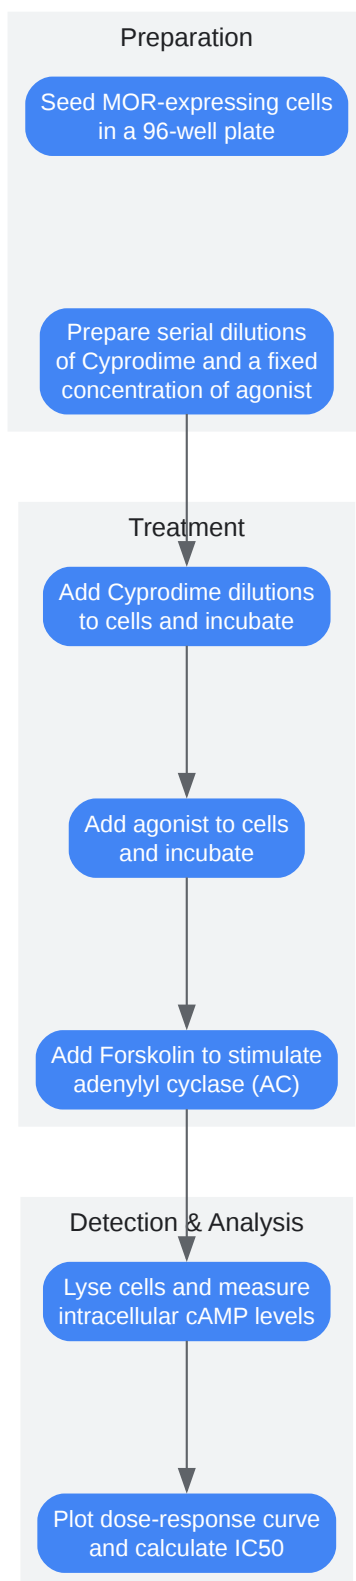 Preparation
Seed MOR-expressing cells
in a 96-well plate
Prepare serial dilutions
of Cyprodime and a fixed
concentration of agonist
Treatment
Add Cyprodime dilutions
to cells and incubate
Add agonist to cells
and incubate
Add Forskolin to stimulate
adenylyl cyclase (AC)
Detection & Analysis
Lyse cells and measure
intracellular cAMP levels
Plot dose-response curve
and calculate IC50